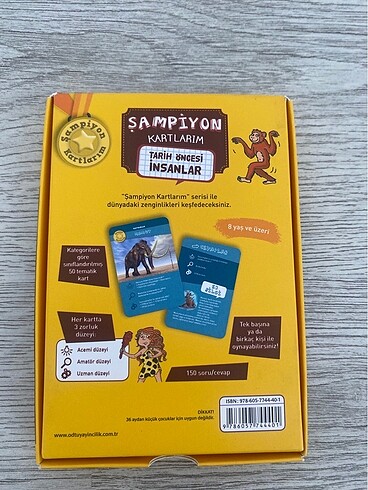 ŞAMPİYON
KARTLARIM
TARİH ÖNCESİ
İNSANLAR
Şampiyon
Kartlarım
"Şampiyon Kartlarım" serisi ile
dünyadaki zenginlikleri keşfedeceksiniz.
8 yaş ve üzeri
Kategorilere
göre
sınıflandırılmış
50 tematik
kart
Her kartta
3 zorluk
düzeyi:
Acemi düzeyi
Amatör düzeyi
Uzman düzeyi
Tek başına
ya da
birkaç kişi ile
oynayabilirsiniz!
150 soru/cevap
ISBN: 978-605-7744-40-1
9 786057 744401
DİKKAT!
36 aydan küçük çocuklar için uygun değildir.
www.odtuyayincilik.com.tr